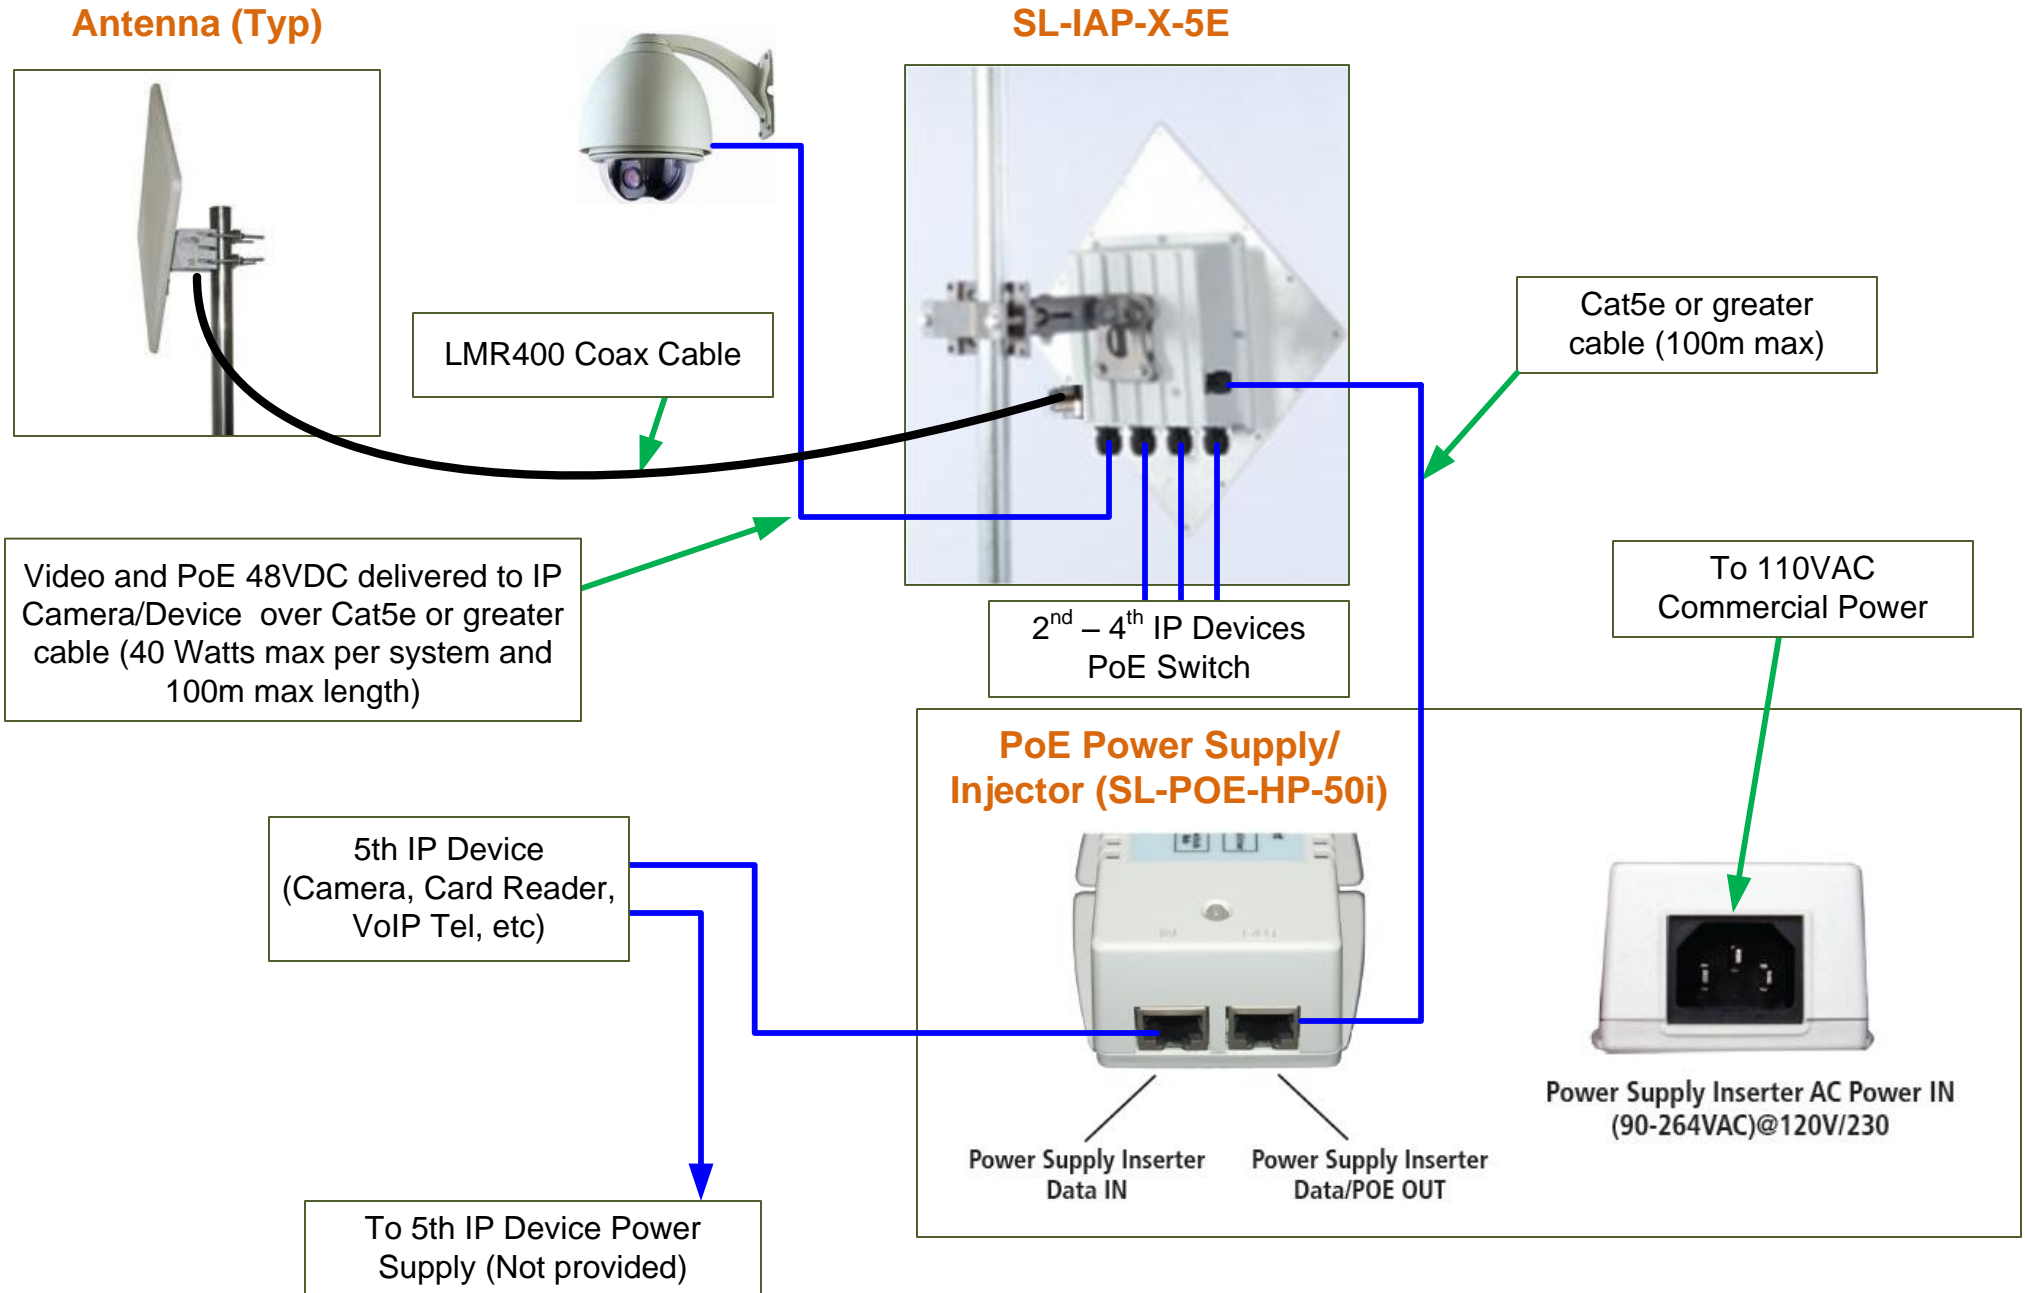 Antenna (Typ)
SL-IAP-X-5E
LMR400 Coax Cable
Cat5e or greater
cable (100m max)
Video and PoE 48VDC delivered to IP
Camera/Device  over Cat5e or greater
cable (40 Watts max per system and
100m max length)
2nd – 4th IP Devices
PoE Switch
To 110VAC
Commercial Power
PoE Power Supply/
Injector (SL-POE-HP-50i)
5th IP Device
(Camera, Card Reader,
VoIP Tel, etc)
Power Supply Inserter
Data IN
Power Supply Inserter
Data/POE OUT
Power Supply Inserter AC Power IN
(90-264VAC)@120V/230
To 5th IP Device Power
Supply (Not provided)